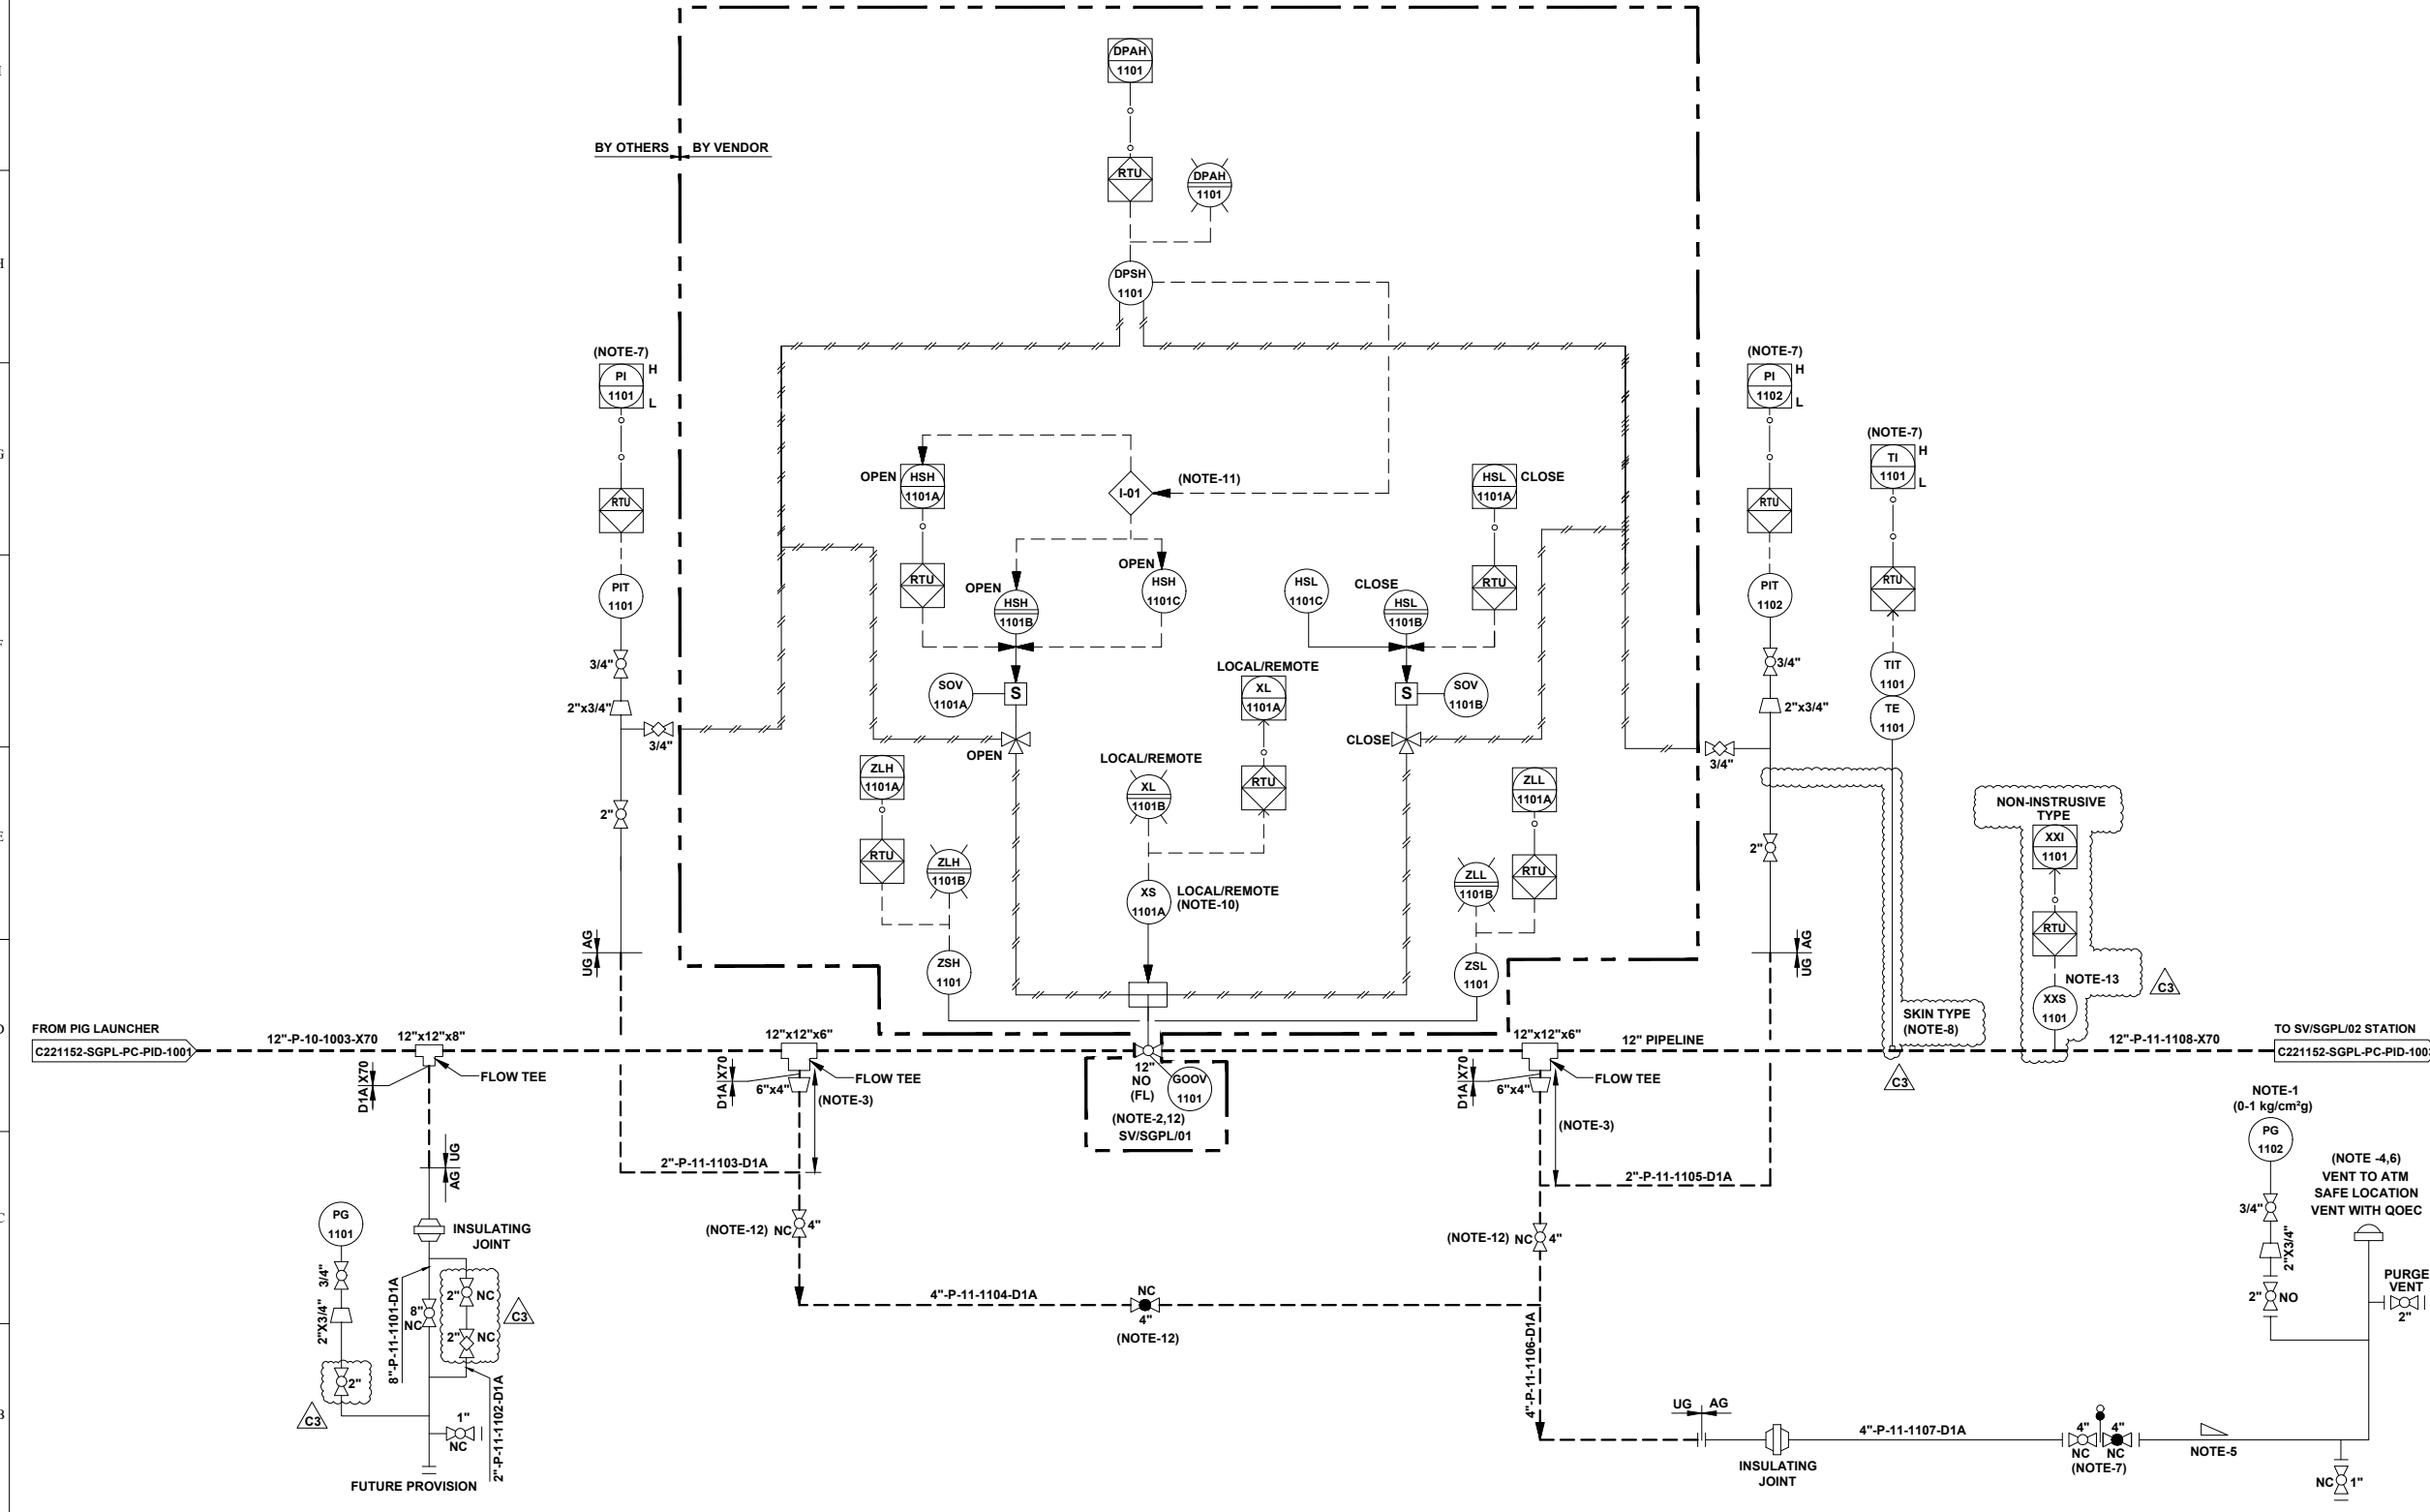 DPAH
1101
BY OTHERS
BY VENDOR
RTU
DPAH
1101
DPSH
1101
(NOTE-7)
PI
1101
H
L
RTU
PIT
1101
3/4"
2"x3/4"
3/4"
2"
AG
UG
(NOTE-7)
PI
1102
H
L
RTU
PIT
1102
3/4"
2"x3/4"
3/4"
2"
AG
UG
(NOTE-7)
TI
1101
H
L
RTU
TIT
1101
TE
1101
OPEN
HSH
1101A
RTU
I-01
(NOTE-11)
OPEN
HSH
1101B
OPEN
HSH
1101C
SOV
1101A
S
OPEN
HSL
1101A
CLOSE
RTU
HSL
1101C
CLOSE
HSL
1101B
S
SOV
1101B
CLOSE
LOCAL/REMOTE
XL
1101A
RTU
LOCAL/REMOTE
XL
1101B
XS
1101A
LOCAL/REMOTE
(NOTE-10)
ZLH
1101A
RTU
ZLH
1101B
ZSH
1101
ZLL
1101A
RTU
ZLL
1101B
ZSL
1101
NON-INSTRUSIVE
TYPE
XXI
1101
RTU
NOTE-13
XXS
1101
C3
SKIN TYPE
(NOTE-8)
C3
FROM PIG LAUNCHER
C221152-SGPL-PC-PID-1001
12"-P-10-1003-X70
12"x12"x8"
FLOW TEE
D1A
X70
12"x12"x6"
FLOW TEE
D1A
X70
6"x4"
(NOTE-3)
12"
NO
(FL)
GOOV
1101
(NOTE-2,12)
SV/SGPL/01
12"x12"x6"
12" PIPELINE
FLOW TEE
D1A
X70
6"x4"
(NOTE-3)
12"-P-11-1108-X70
TO SV/SGPL/02 STATION
2"-P-11-1103-D1A
2"-P-11-1105-D1A
UG
AG
INSULATING
JOINT
PG
1101
3/4"
2"X3/4"
2"
C3
8"-P-11-1101-D1A
8"
NC
2"
NC
2"
NC
C3
2"-P-11-1102-D1A
1"
NC
FUTURE PROVISION
(NOTE-12)
NC
4"
4"-P-11-1104-D1A
NC
4"
(NOTE-12)
(NOTE-12)
NC
4"
4"-P-11-1106-D1A
UG
AG
INSULATING
JOINT
4"-P-11-1107-D1A
4"
NC
4"
NC
(NOTE-7)
NOTE-5
NC
1"
NOTE-1
(0-1 kg/cm²g)
PG
1102
3/4"
2"X3/4"
2"
NO
(NOTE -4,6)
VENT TO ATM
SAFE LOCATION
VENT WITH QOEC
PURGE
VENT
2"
H
G
F
E
C
B